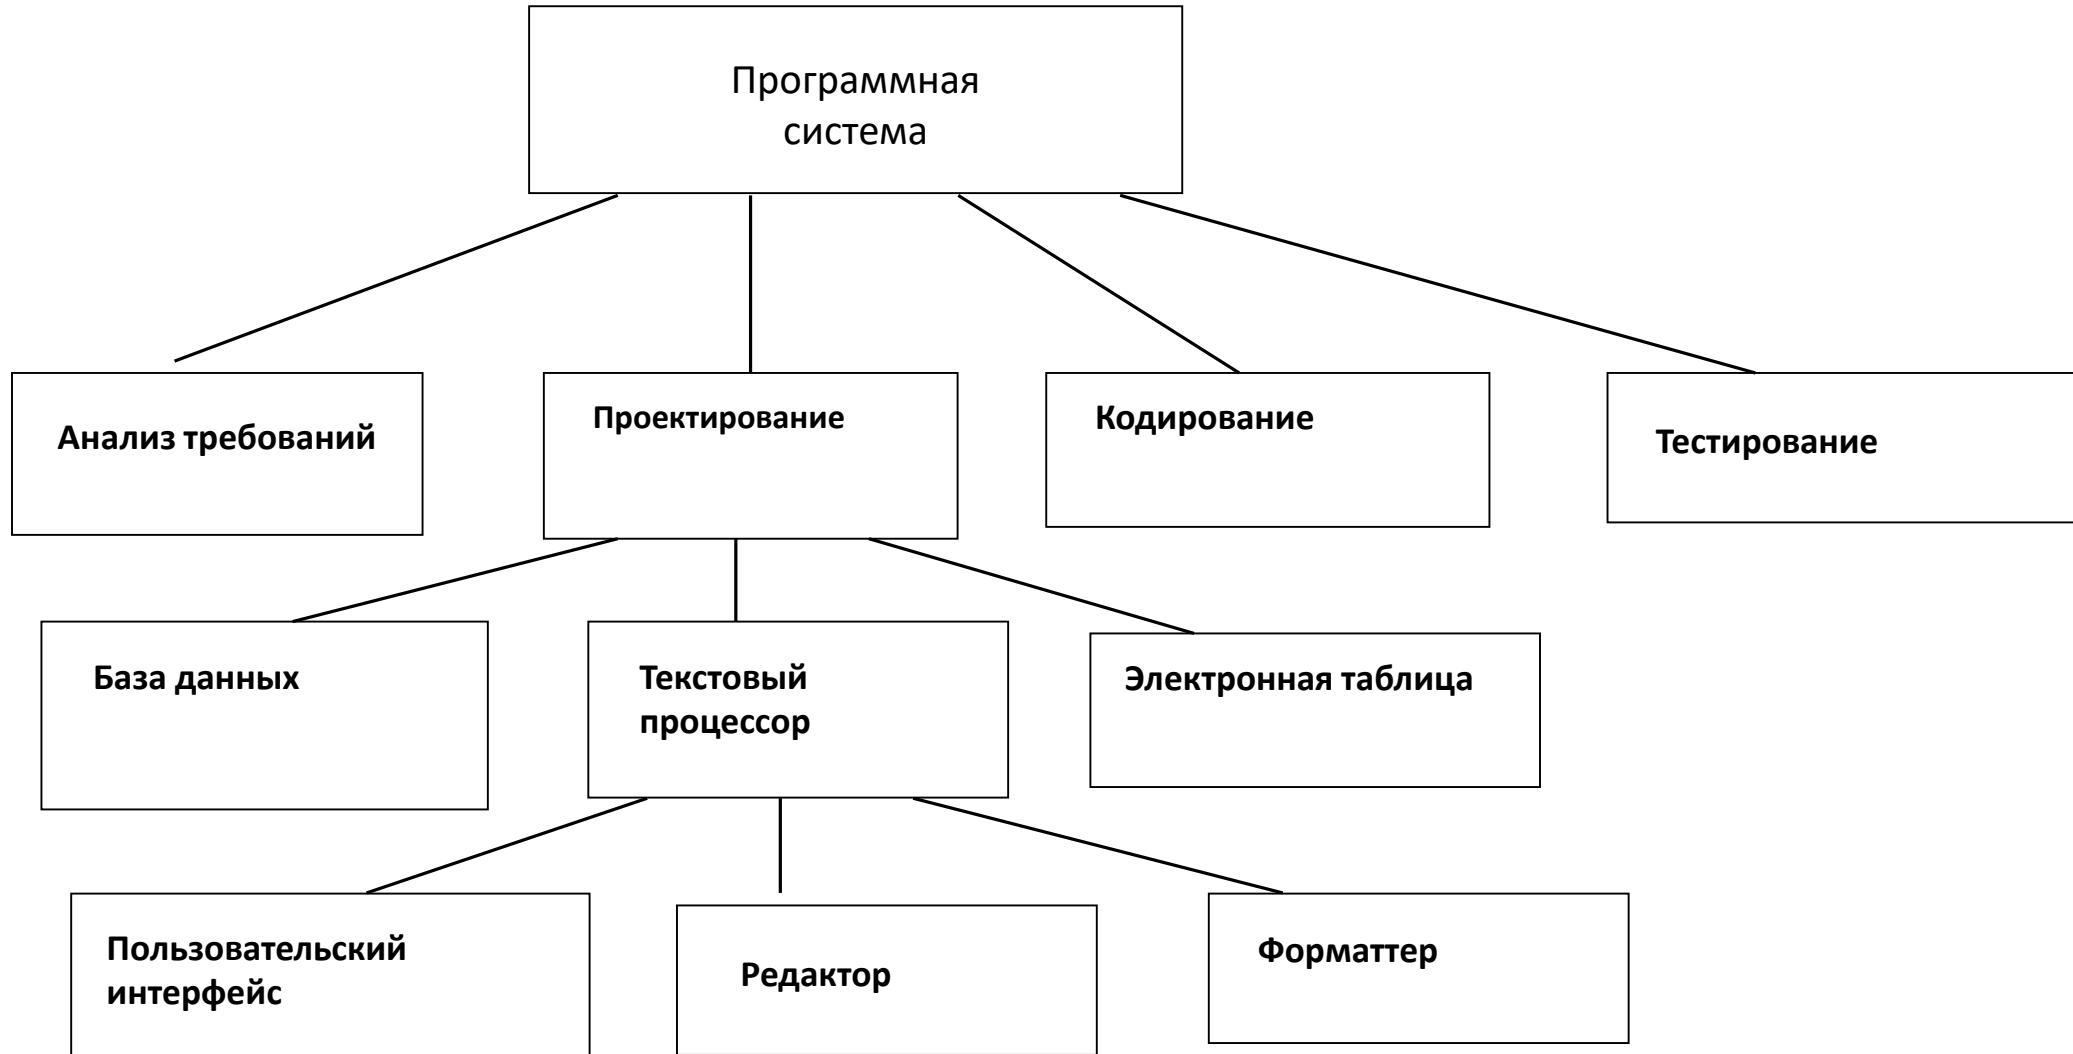 Программная
система
Анализ требований
Проектирование
Кодирование
Тестирование
База данных
Текстовый
процессор
Электронная таблица
Пользовательский
интерфейс
Редактор
Форматтер